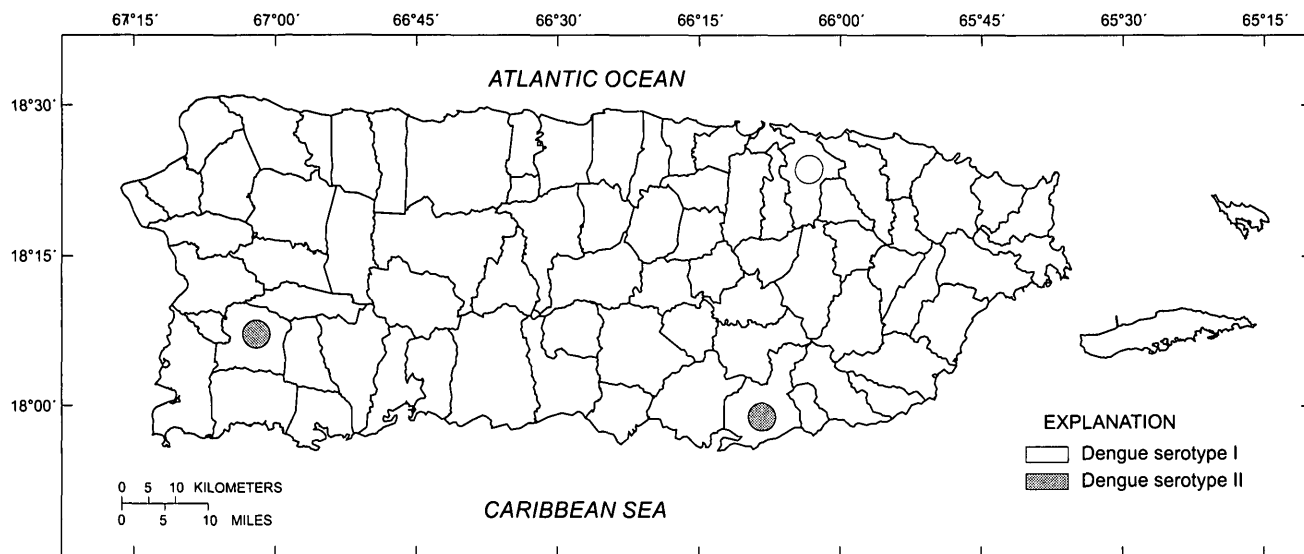 67°15' 67°00' 66°45' 66°30' 66°15' 66°00' 65°45' 65°30' 65°15'
ATLANTIC OCEAN
18°30'
18°15'
18°00'
EXPLANATION
Dengue serotype I
Dengue serotype II
0 5 10 KILOMETERS
0 5 10 MILES
CARIBBEAN SEA